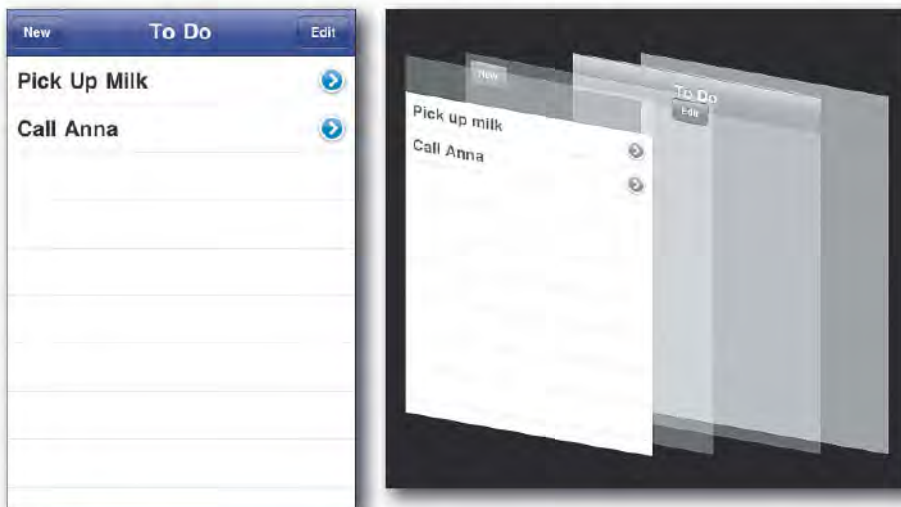 New To Do Edit
Pick Up Milk
Call Anna
New
To Do
Edit
Pick up milk
Call Anna